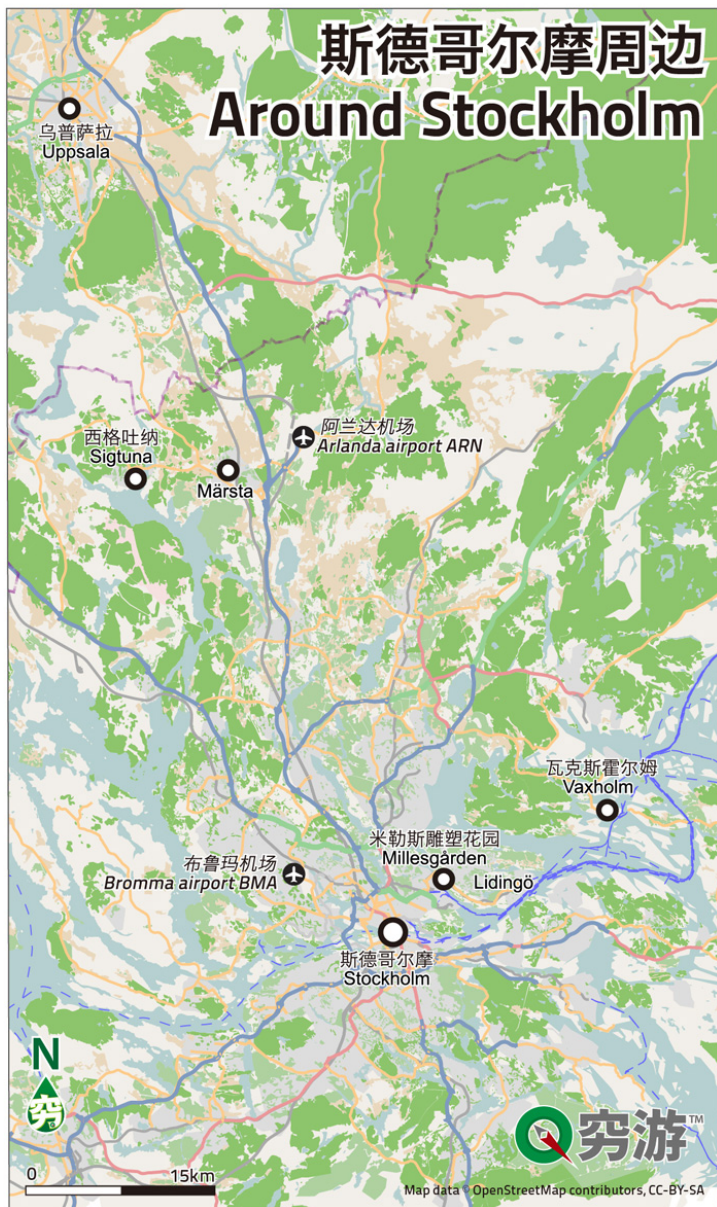 斯德哥尔摩周边
Around Stockholm
乌普萨拉
Uppsala
阿兰达机场
Arlanda airport ARN
西格吐纳
Sigtuna
Märsta
瓦克斯霍尔姆
Vaxholm
米勒斯雕塑花园
Millesgården
Lidingö
布鲁玛机场
Bromma airport BMA
斯德哥尔摩
Stockholm
N
穷
穷游™
0 15km
Map data © OpenStreetMap contributors, CC-BY-SA